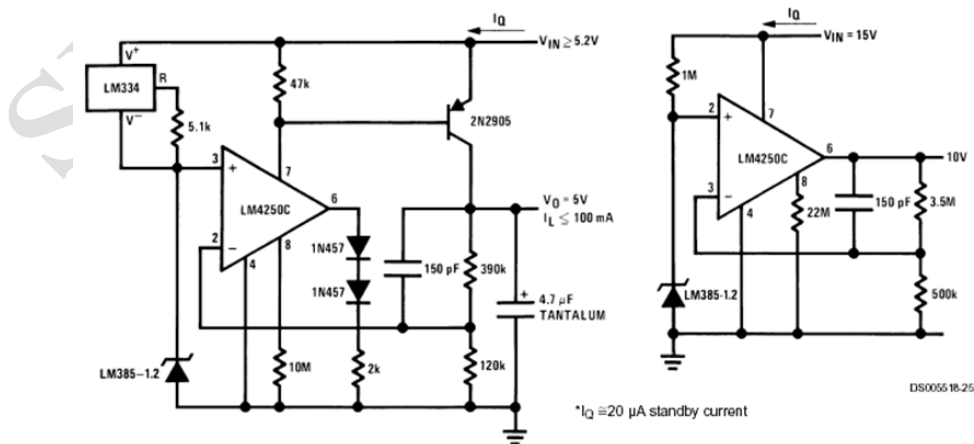 IQ
VIN ≥ 5.2V
V+
LM334
R
V−
5.1k
47k
2N2905
3
+
7
LM4250C
6
2
−
8
4
VO = 5V
IL ≤ 100 mA
1N457
1N457
150 pF
390k
+
4.7 µF
TANTALUM
LM385-1.2
10M
2k
120k
IQ
VIN = 15V
1M
2
+
7
LM4250C
6
10V
3
−
8
4
22M
150 pF
3.5M
LM385-1.2
500k
*IQ ≅20 µA standby current
DS005518-25